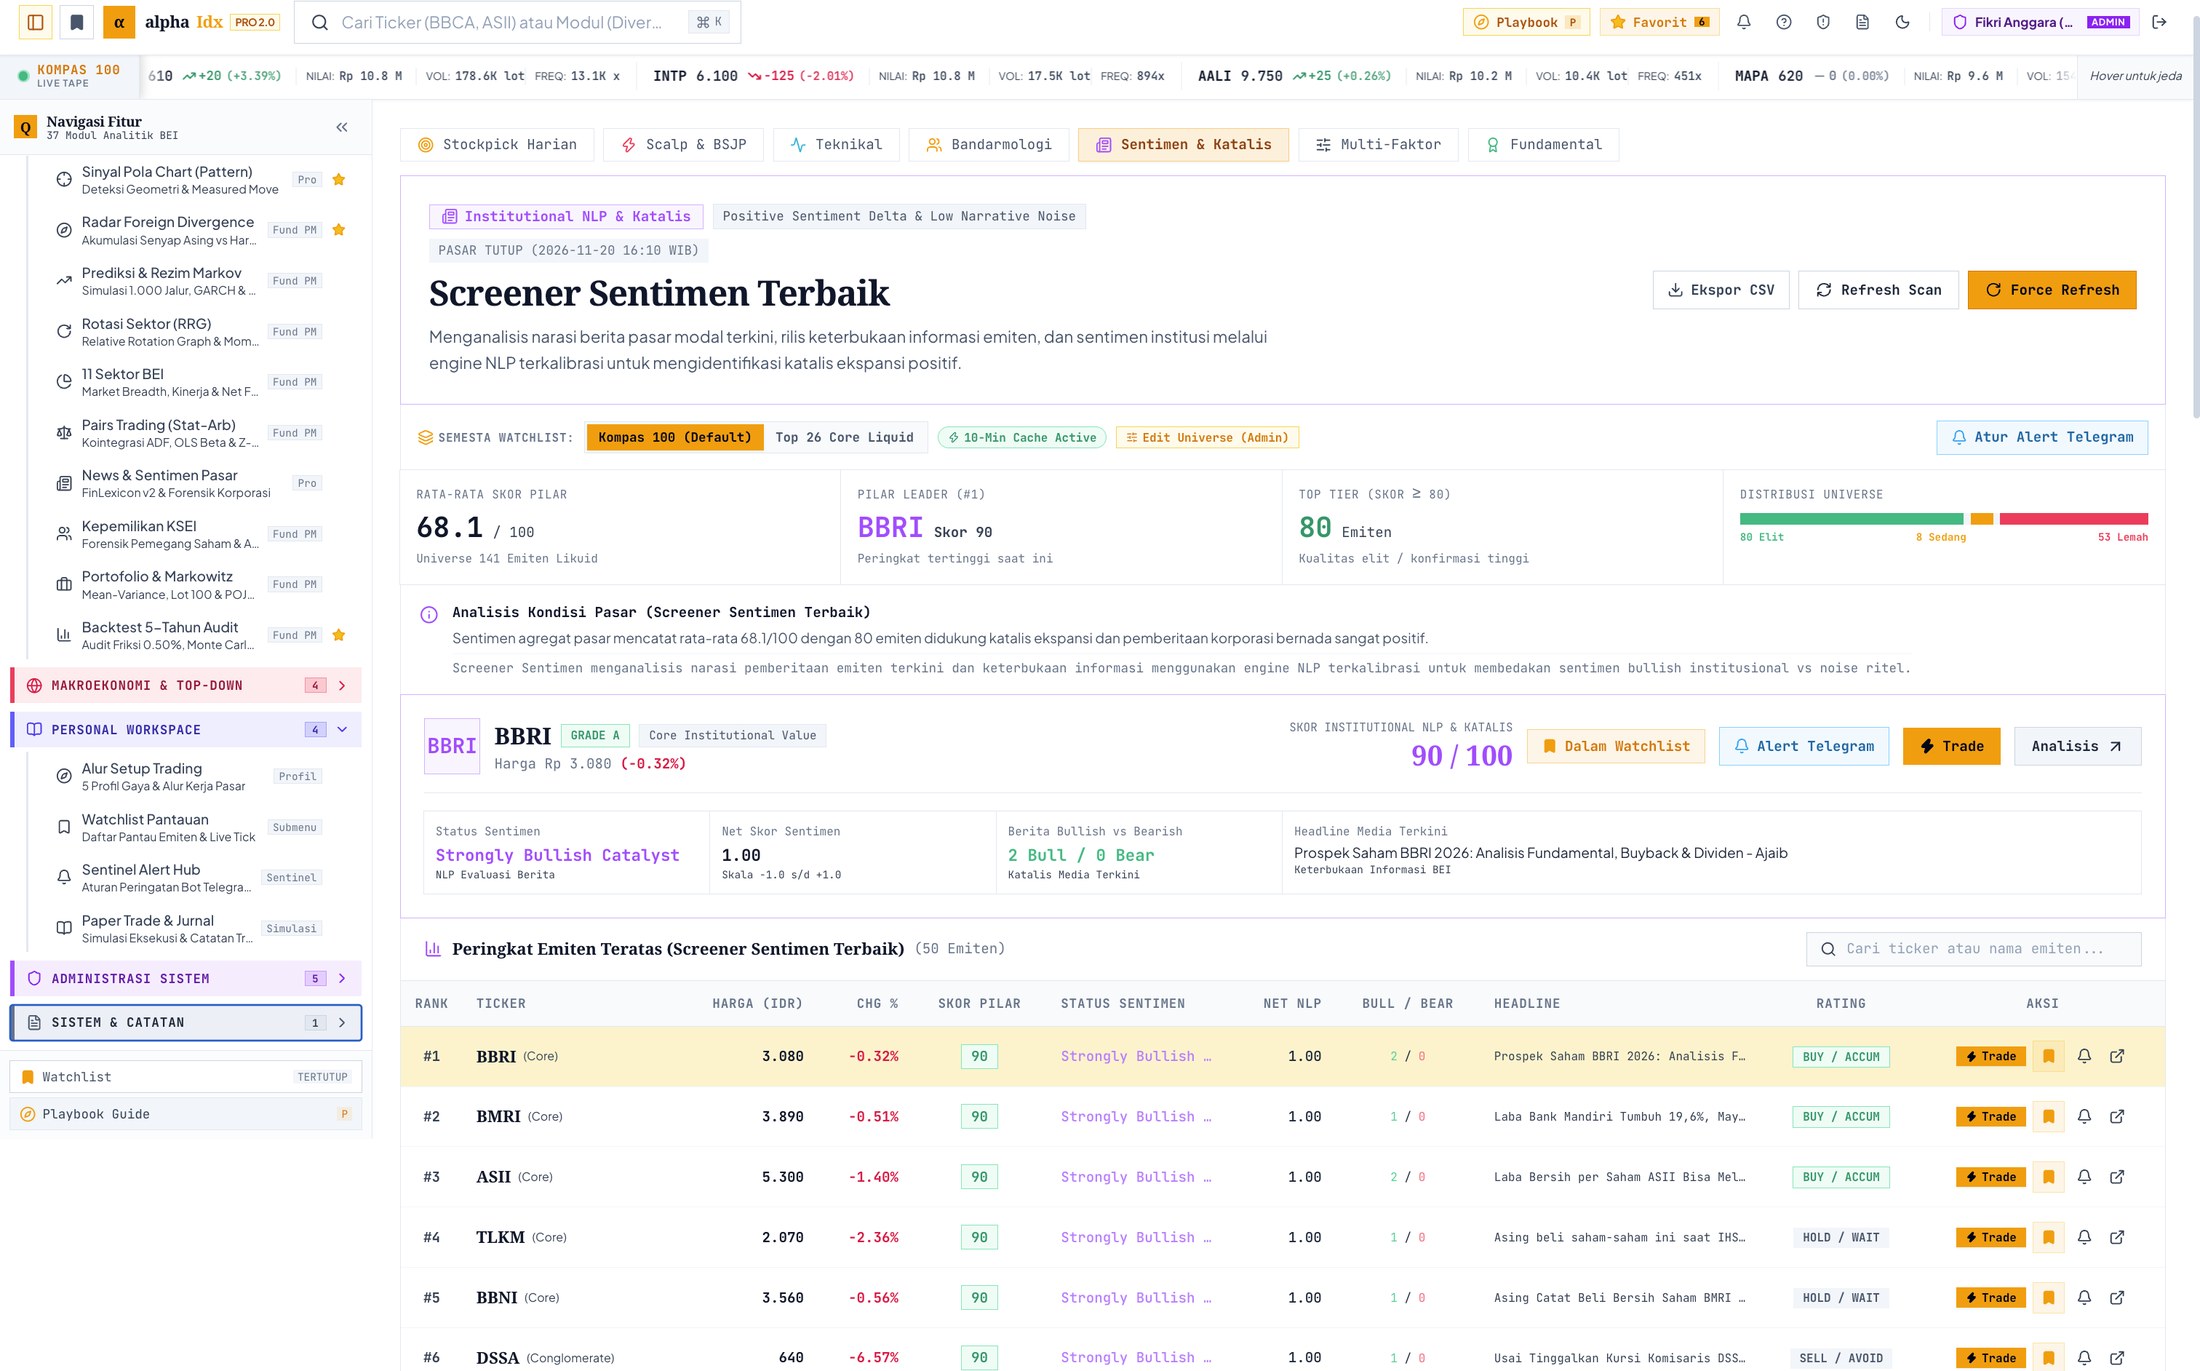 α alpha Idx PRO 2.0
Cari Ticker (BBCA, ASII) atau Modul (Diver... ⌘ K
Playbook P
Favorit 6
Fikri Anggara (... ADMIN
KOMPAS 100
LIVE TAPE
610 +20 (+3.39%) NILAI: Rp 10.8 M VOL: 178.6K lot FREQ: 13.1K x INTP 6.100 -125 (-2.01%) NILAI: Rp 10.8 M VOL: 17.5K lot FREQ: 894x AALI 9.750 +25 (+0.26%) NILAI: Rp 10.2 M VOL: 10.4K lot FREQ: 451x MAPA 620 — 0 (0.00%) NILAI: Rp 9.6 M VOL: 154
Hover untuk jeda
Q Navigasi Fitur
37 Modul Analitik BEI
Sinyal Pola Chart (Pattern) Pro
Deteksi Geometri & Measured Move
Radar Foreign Divergence Fund PM
Akumulasi Senyap Asing vs Har...
Prediksi & Rezim Markov Fund PM
Simulasi 1.000 Jalur, GARCH & ...
Rotasi Sektor (RRG) Fund PM
Relative Rotation Graph & Mom...
11 Sektor BEI Fund PM
Market Breadth, Kinerja & Net F...
Pairs Trading (Stat-Arb) Fund PM
Kointegrasi ADF, OLS Beta & Z-...
News & Sentimen Pasar Pro
FinLexicon v2 & Forensik Korporasi
Kepemilikan KSEI Fund PM
Forensik Pemegang Saham & A...
Portofolio & Markowitz Fund PM
Mean-Variance, Lot 100 & POJ...
Backtest 5-Tahun Audit Fund PM
Audit Friksi 0.50%, Monte Carl...
MAKROEKONOMI & TOP-DOWN 4
PERSONAL WORKSPACE 4
Alur Setup Trading Profil
5 Profil Gaya & Alur Kerja Pasar
Watchlist Pantauan Submenu
Daftar Pantau Emiten & Live Tick
Sentinel Alert Hub Sentinel
Aturan Peringatan Bot Telegra...
Paper Trade & Jurnal Simulasi
Simulasi Eksekusi & Catatan Tr...
ADMINISTRASI SISTEM 5
SISTEM & CATATAN 1
Watchlist TERTUTUP
Playbook Guide P
Stockpick Harian
Scalp & BSJP
Teknikal
Bandarmologi
Sentimen & Katalis
Multi-Faktor
Fundamental
Institutional NLP & Katalis
Positive Sentiment Delta & Low Narrative Noise
PASAR TUTUP (2026-11-20 16:10 WIB)
Screener Sentimen Terbaik
Menganalisis narasi berita pasar modal terkini, rilis keterbukaan informasi emiten, dan sentimen institusi melalui
engine NLP terkalibrasi untuk mengidentifikasi katalis ekspansi positif.
Ekspor CSV
Refresh Scan
Force Refresh
SEMESTA WATCHLIST: Kompas 100 (Default) Top 26 Core Liquid 10-Min Cache Active Edit Universe (Admin)
Atur Alert Telegram
RATA-RATA SKOR PILAR
68.1 / 100
Universe 141 Emiten Likuid
PILAR LEADER (#1)
BBRI Skor 90
Peringkat tertinggi saat ini
TOP TIER (SKOR ≥ 80)
80 Emiten
Kualitas elit / konfirmasi tinggi
DISTRIBUSI UNIVERSE
80 Elit 8 Sedang 53 Lemah
Analisis Kondisi Pasar (Screener Sentimen Terbaik)
Sentimen agregat pasar mencatat rata-rata 68.1/100 dengan 80 emiten didukung katalis ekspansi dan pemberitaan korporasi bernada sangat positif.
Screener Sentimen menganalisis narasi pemberitaan emiten terkini dan keterbukaan informasi menggunakan engine NLP terkalibrasi untuk membedakan sentimen bullish institusional vs noise ritel.
BBRI
BBRI GRADE A Core Institutional Value
Harga Rp 3.080 (-0.32%)
SKOR INSTITUTIONAL NLP & KATALIS
90 / 100
Dalam Watchlist
Alert Telegram
Trade
Analisis
Status Sentimen
Strongly Bullish Catalyst
NLP Evaluasi Berita
Net Skor Sentimen
1.00
Skala -1.0 s/d +1.0
Berita Bullish vs Bearish
2 Bull / 0 Bear
Katalis Media Terkini
Headline Media Terkini
Prospek Saham BBRI 2026: Analisis Fundamental, Buyback & Dividen - Ajaib
Keterbukaan Informasi BEI
Peringkat Emiten Teratas (Screener Sentimen Terbaik) (50 Emiten)
Cari ticker atau nama emiten...
RANK TICKER HARGA (IDR) CHG % SKOR PILAR STATUS SENTIMEN NET NLP BULL / BEAR HEADLINE RATING AKSI
#1 BBRI (Core) 3.080 -0.32% 90 Strongly Bullish … 1.00 2 / 0 Prospek Saham BBRI 2026: Analisis F… BUY / ACCUM Trade
#2 BMRI (Core) 3.890 -0.51% 90 Strongly Bullish … 1.00 1 / 0 Laba Bank Mandiri Tumbuh 19,6%, May… BUY / ACCUM Trade
#3 ASII (Core) 5.300 -1.40% 90 Strongly Bullish … 1.00 2 / 0 Laba Bersih per Saham ASII Bisa Mel… BUY / ACCUM Trade
#4 TLKM (Core) 2.070 -2.36% 90 Strongly Bullish … 1.00 1 / 0 Asing beli saham-saham ini saat IHS… HOLD / WAIT Trade
#5 BBNI (Core) 3.560 -0.56% 90 Strongly Bullish … 1.00 1 / 0 Asing Catat Beli Bersih Saham BMRI … HOLD / WAIT Trade
#6 DSSA (Conglomerate) 640 -6.57% 90 Strongly Bullish … 1.00 1 / 0 Usai Tinggalkan Kursi Komisaris DSS… SELL / AVOID Trade